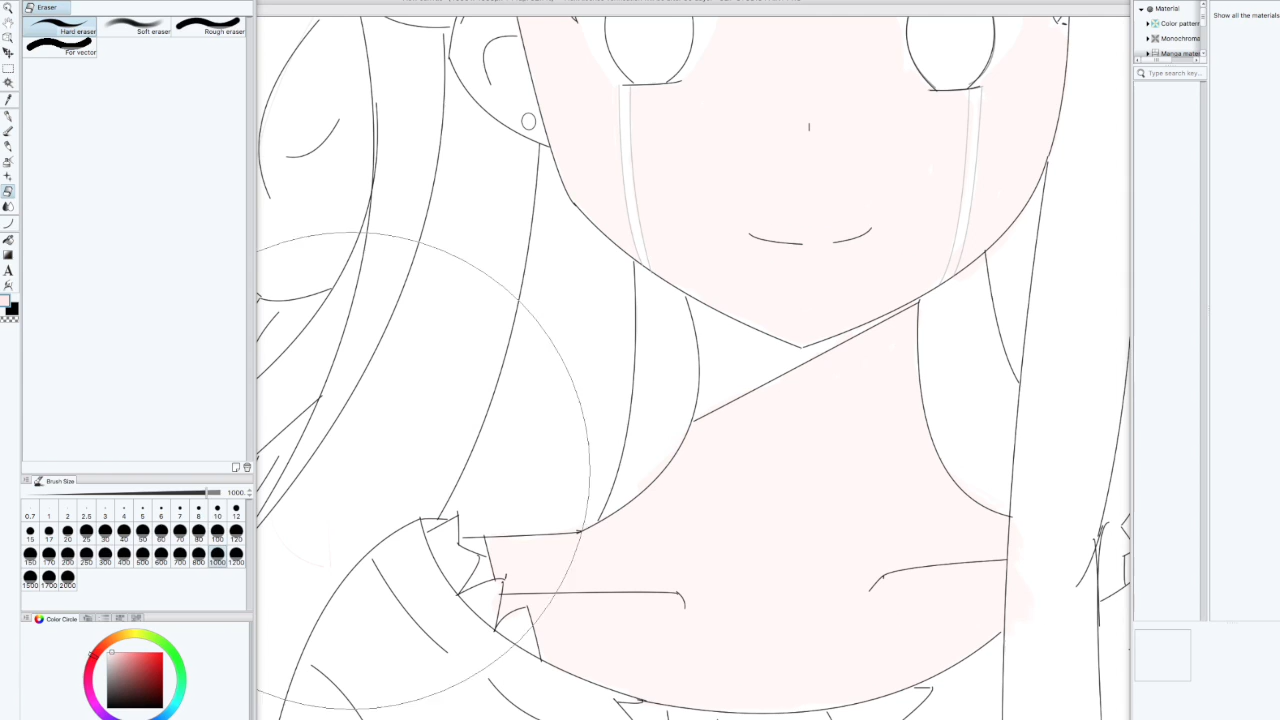 Eraser
Hard eraser
Soft eraser
Rough eraser
For vector
Material
Show all the materials
Color pattern
Monochroma
Manga mater
Type search key...
A
Brush Size
1000.
0.7 1 2 2.5 3 4 5 6 7 8 10 12
15 17 20 25 30 40 50 60 70 80 100 120
150 170 200 250 300 400 500 600 700 800 1000 1200
1500 1700 2000
Color Circle